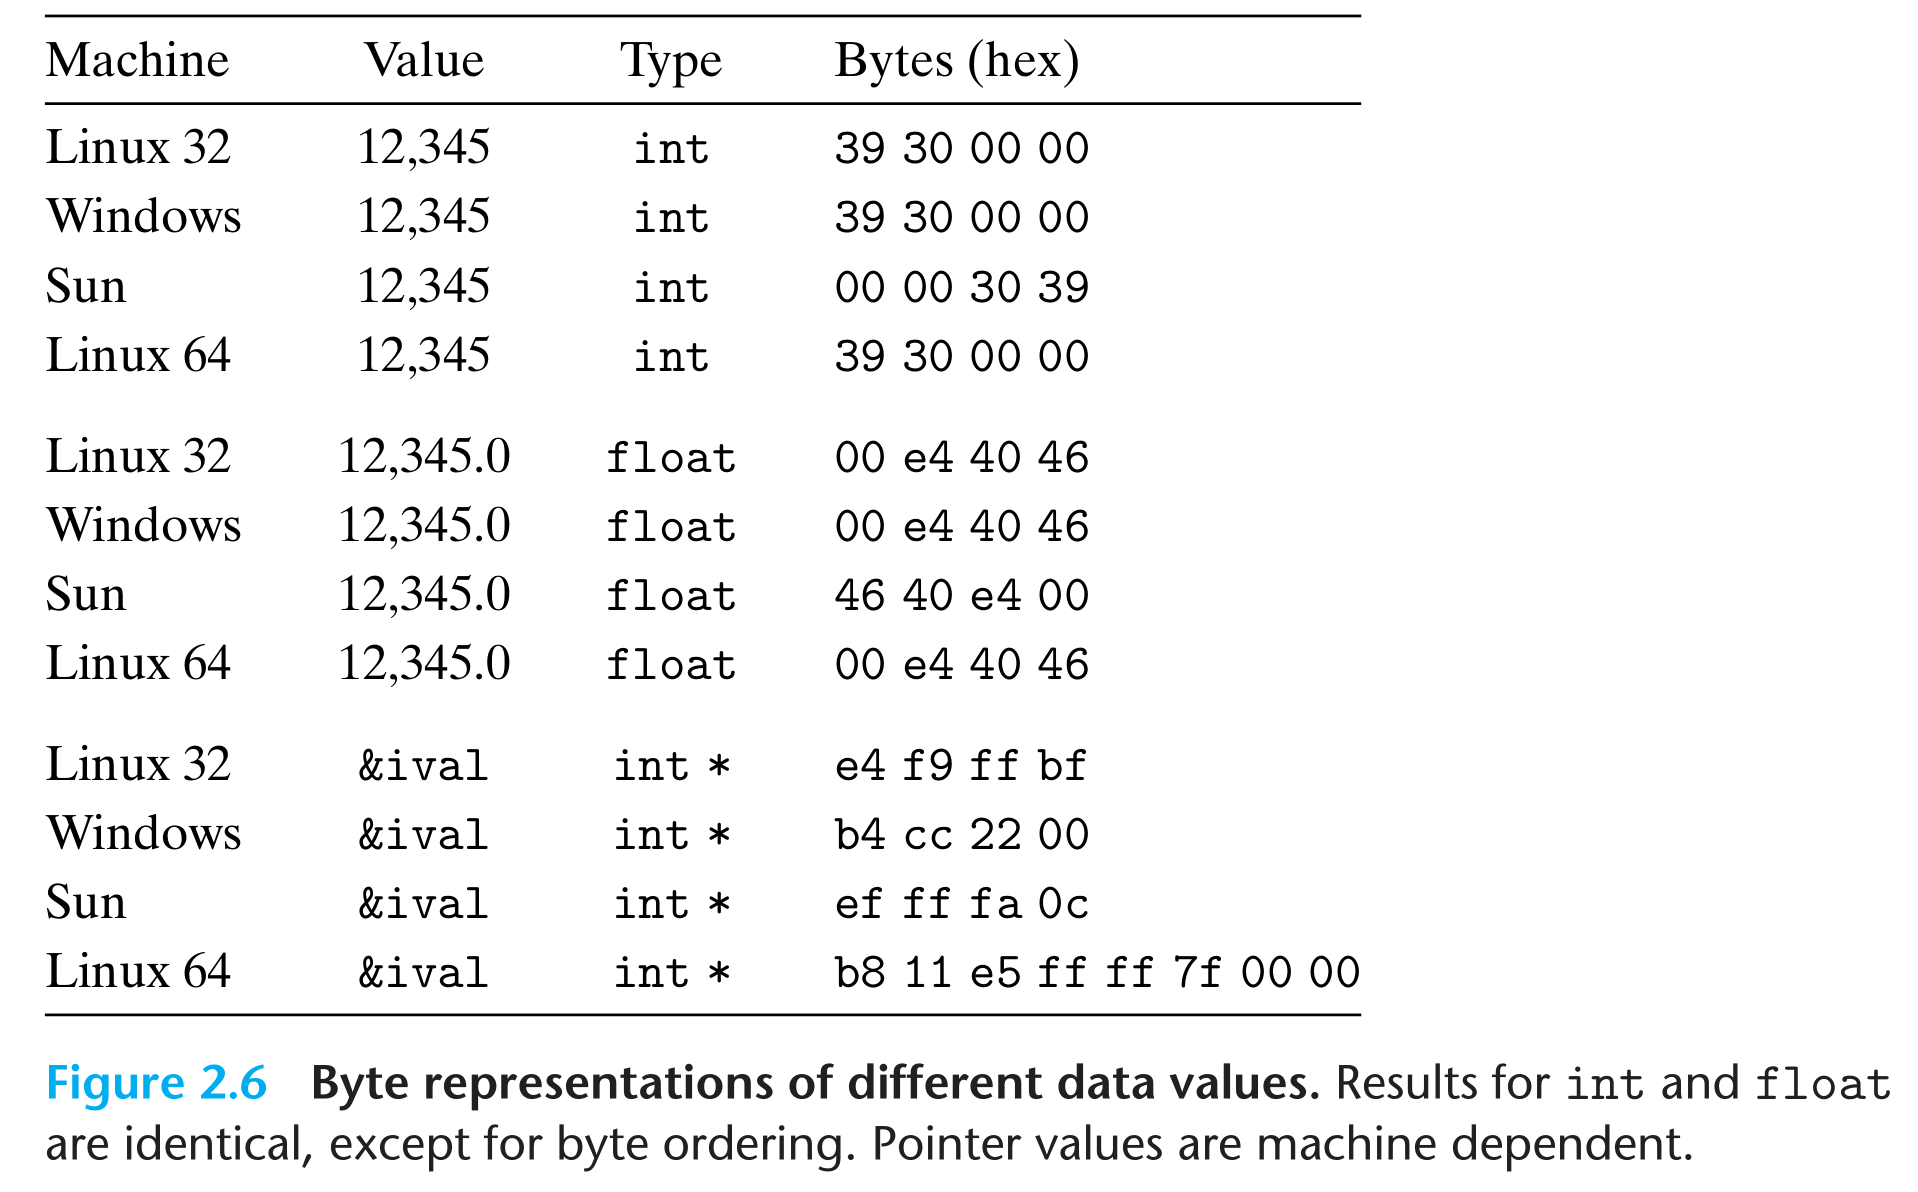 Machine Value Type Bytes (hex)
Linux 32 12,345 int 39 30 00 00
Windows 12,345 int 39 30 00 00
Sun 12,345 int 00 00 30 39
Linux 64 12,345 int 39 30 00 00
Linux 32 12,345.0 float 00 e4 40 46
Windows 12,345.0 float 00 e4 40 46
Sun 12,345.0 float 46 40 e4 00
Linux 64 12,345.0 float 00 e4 40 46
Linux 32 &ival int * e4 f9 ff bf
Windows &ival int * b4 cc 22 00
Sun &ival int * ef ff fa 0c
Linux 64 &ival int * b8 11 e5 ff ff 7f 00 00
Figure 2.6 Byte representations of different data values. Results for int and float
are identical, except for byte ordering. Pointer values are machine dependent.